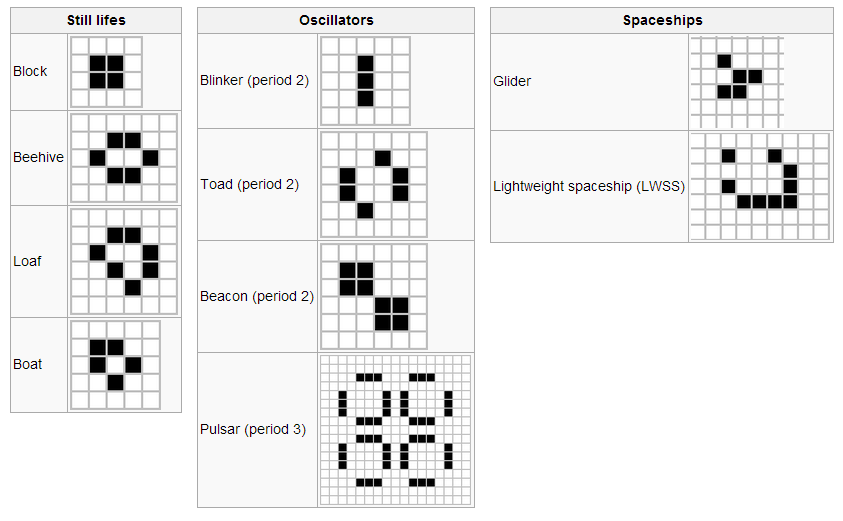 Still lifes
Block
Beehive
Loaf
Boat
Oscillators
Blinker (period 2)
Toad (period 2)
Beacon (period 2)
Pulsar (period 3)
Spaceships
Glider
Lightweight spaceship (LWSS)